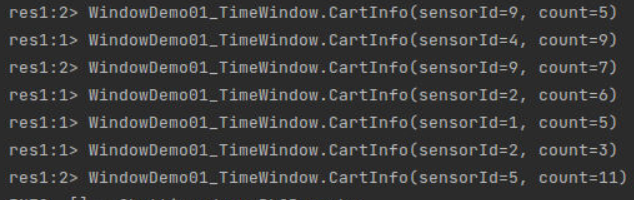 res1:2> WindowDemo01_TimeWindow.CartInfo(sensorId=9, count=5)
res1:1> WindowDemo01_TimeWindow.CartInfo(sensorId=4, count=9)
res1:2> WindowDemo01_TimeWindow.CartInfo(sensorId=9, count=7)
res1:1> WindowDemo01_TimeWindow.CartInfo(sensorId=2, count=6)
res1:1> WindowDemo01_TimeWindow.CartInfo(sensorId=1, count=5)
res1:1> WindowDemo01_TimeWindow.CartInfo(sensorId=2, count=3)
res1:2> WindowDemo01_TimeWindow.CartInfo(sensorId=5, count=11)